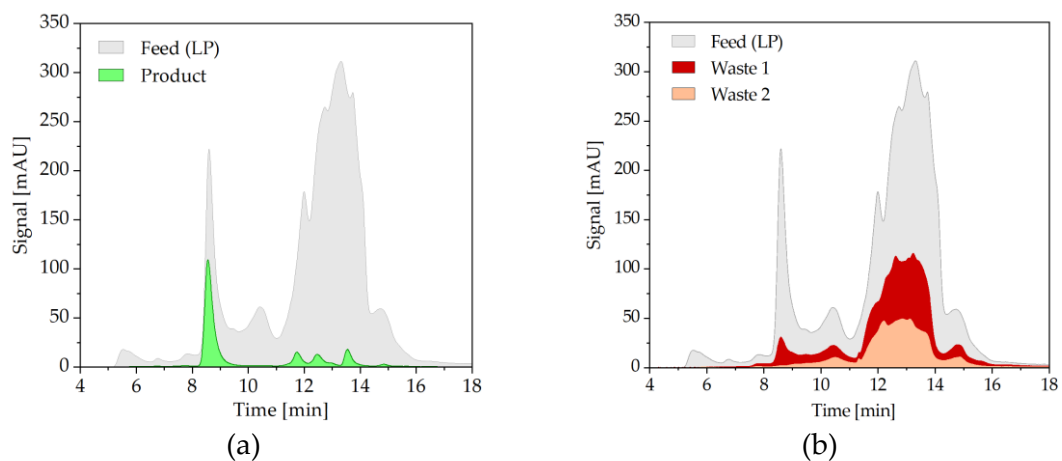 350
300
250
200
150
100
50
0
Signal [mAU]
Feed (LP)
Product
4 6 8 10 12 14 16 18
Time [min]
(a)
350
300
250
200
150
100
50
0
Signal [mAU]
Feed (LP)
Waste 1
Waste 2
4 6 8 10 12 14 16 18
Time [min]
(b)